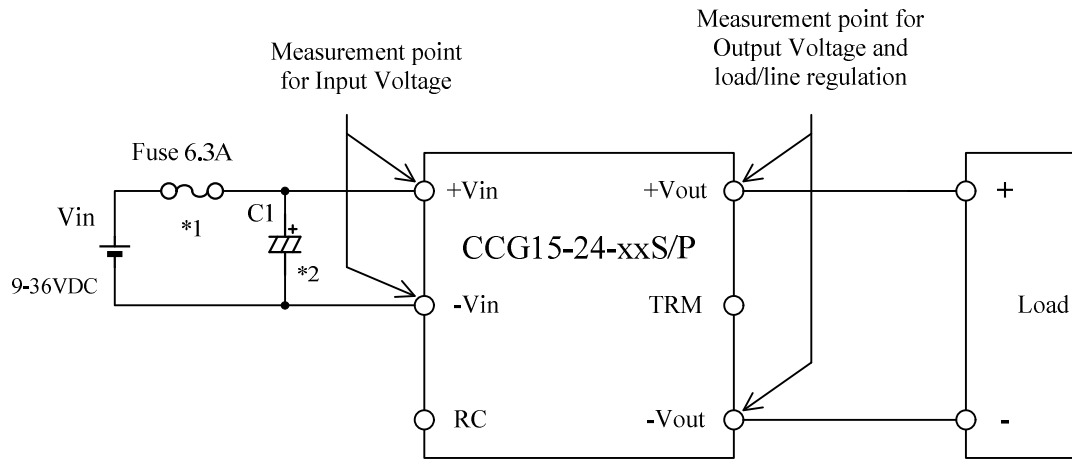 Measurement point
for Input Voltage
Measurement point for
Output Voltage and
load/line regulation
Fuse 6.3A
*1
Vin
9-36VDC
C1
+
*2
+Vin
-Vin
RC
CCG15-24-xxS/P
+Vout
TRM
-Vout
+
Load
-